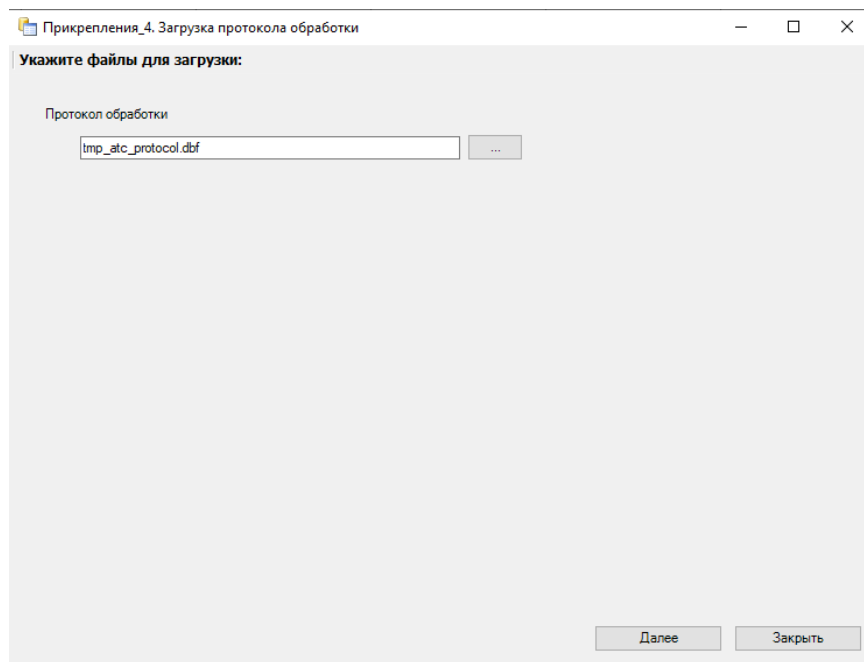 Прикрепления_4. Загрузка протокола обработки
Укажите файлы для загрузки:
Протокол обработки
tmp_atc_protocol.dbf
...
Далее
Закрыть